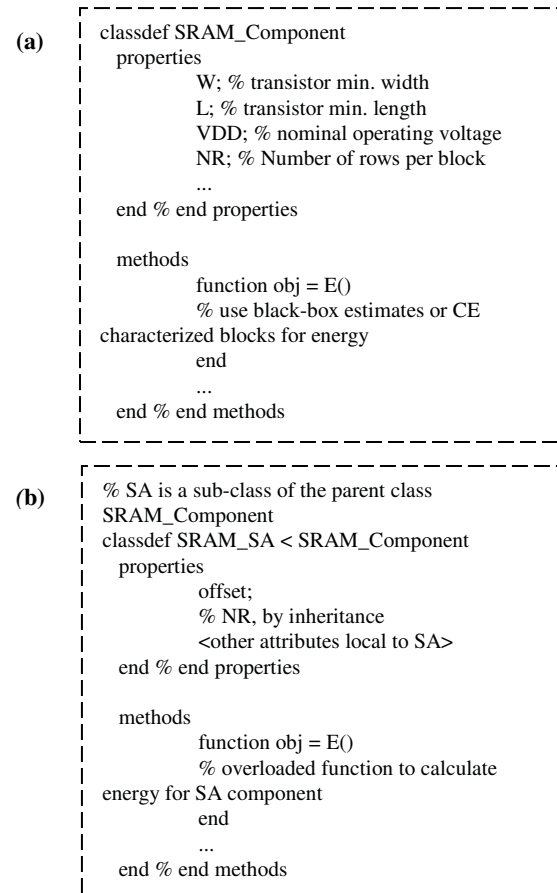 (a)
classdef SRAM_Component
properties
W; % transistor min. width
L; % transistor min. length
VDD; % nominal operating voltage
NR; % Number of rows per block
...
end % end properties
methods
function obj = E()
% use black-box estimates or CE
characterized blocks for energy
end
...
end % end methods
(b)
% SA is a sub-class of the parent class
SRAM_Component
classdef SRAM_SA < SRAM_Component
properties
offset;
% NR, by inheritance
<other attributes local to SA>
end % end properties
methods
function obj = E()
% overloaded function to calculate
energy for SA component
end
...
end % end methods